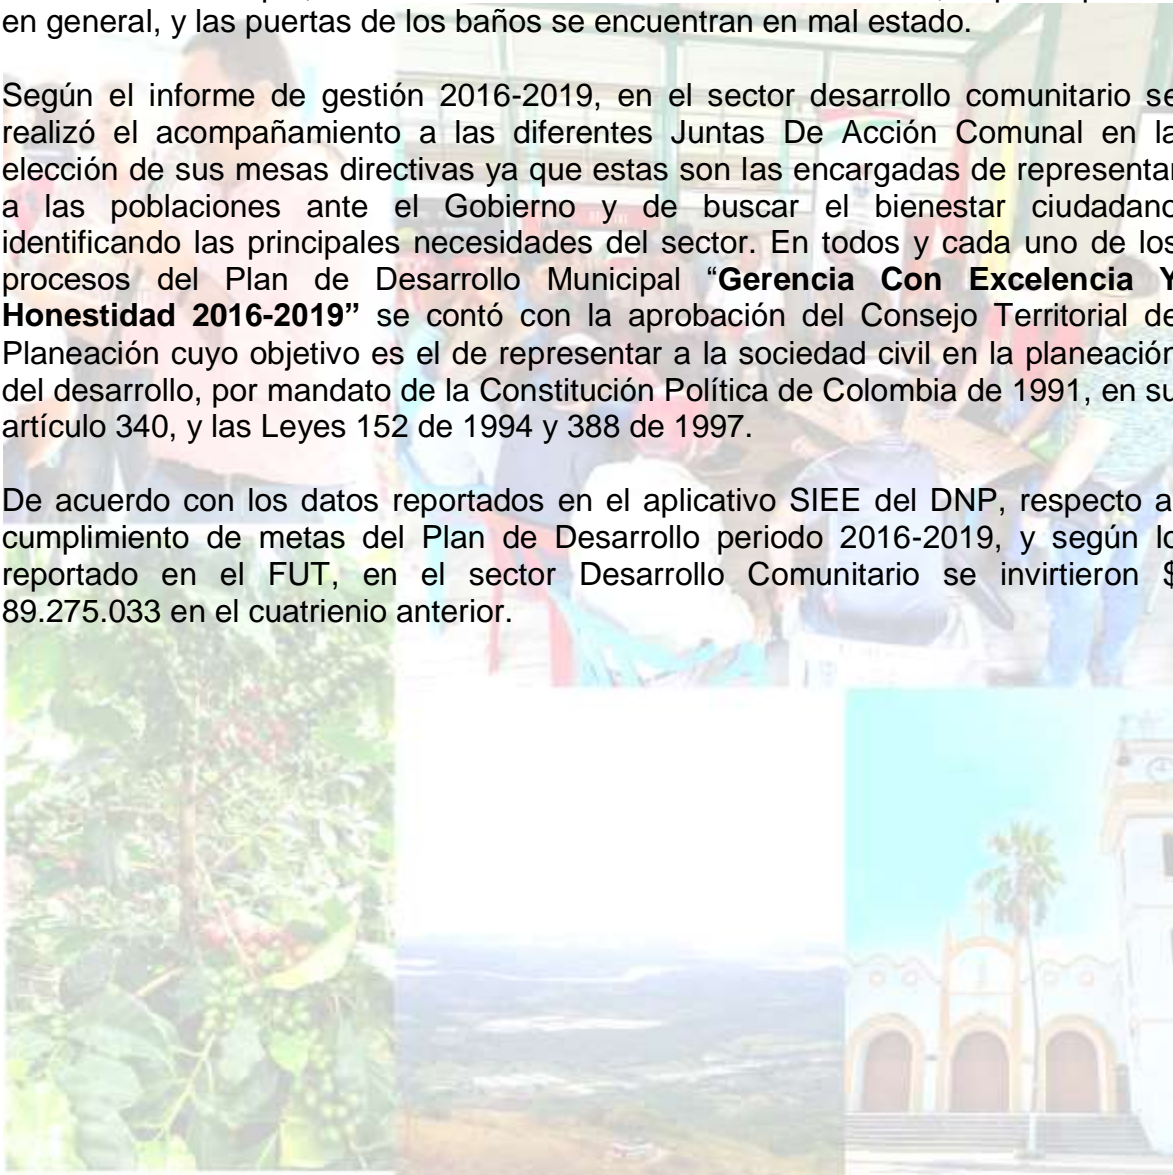 en general, y las puertas de los baños se encuentran en mal estado.
Según el informe de gestión 2016-2019, en el sector desarrollo comunitario se
realizó el acompañamiento a las diferentes Juntas De Acción Comunal en la
elección de sus mesas directivas ya que estas son las encargadas de representar
a las poblaciones ante el Gobierno y de buscar el bienestar ciudadano
identificando las principales necesidades del sector. En todos y cada uno de los
procesos del Plan de Desarrollo Municipal “Gerencia Con Excelencia Y
Honestidad 2016-2019” se contó con la aprobación del Consejo Territorial de
Planeación cuyo objetivo es el de representar a la sociedad civil en la planeación
del desarrollo, por mandato de la Constitución Política de Colombia de 1991, en su
artículo 340, y las Leyes 152 de 1994 y 388 de 1997.
De acuerdo con los datos reportados en el aplicativo SIEE del DNP, respecto a
cumplimiento de metas del Plan de Desarrollo periodo 2016-2019, y según lo
reportado en el FUT, en el sector Desarrollo Comunitario se invirtieron $
89.275.033 en el cuatrienio anterior.